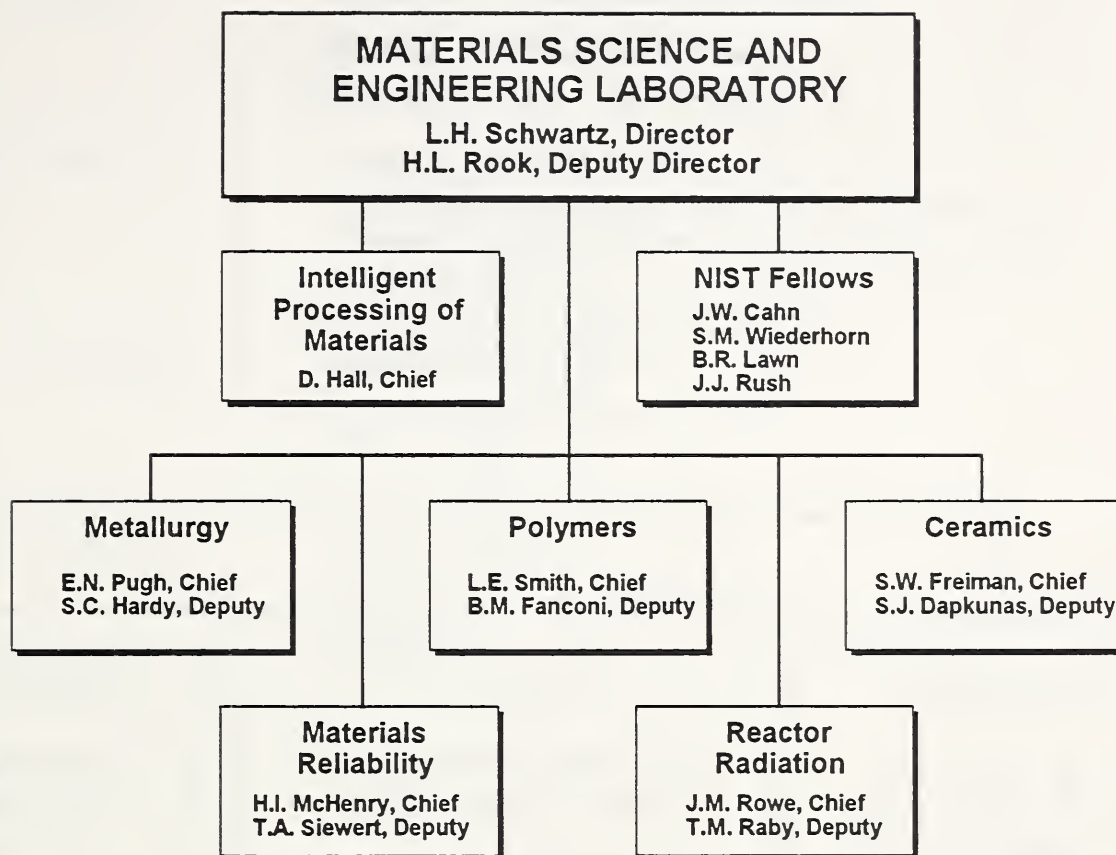 MATERIALS SCIENCE AND
ENGINEERING LABORATORY
L.H. Schwartz, Director
H.L. Rook, Deputy Director
Intelligent
Processing of
Materials
D. Hall, Chief
NIST Fellows
J.W. Cahn
S.M. Wiederhorn
B.R. Lawn
J.J. Rush
Metallurgy
E.N. Pugh, Chief
S.C. Hardy, Deputy
Polymers
L.E. Smith, Chief
B.M. Fanconi, Deputy
Ceramics
S.W. Freiman, Chief
S.J. Dapkunas, Deputy
Materials
Reliability
H.I. McHenry, Chief
T.A. Siewert, Deputy
Reactor
Radiation
J.M. Rowe, Chief
T.M. Raby, Deputy